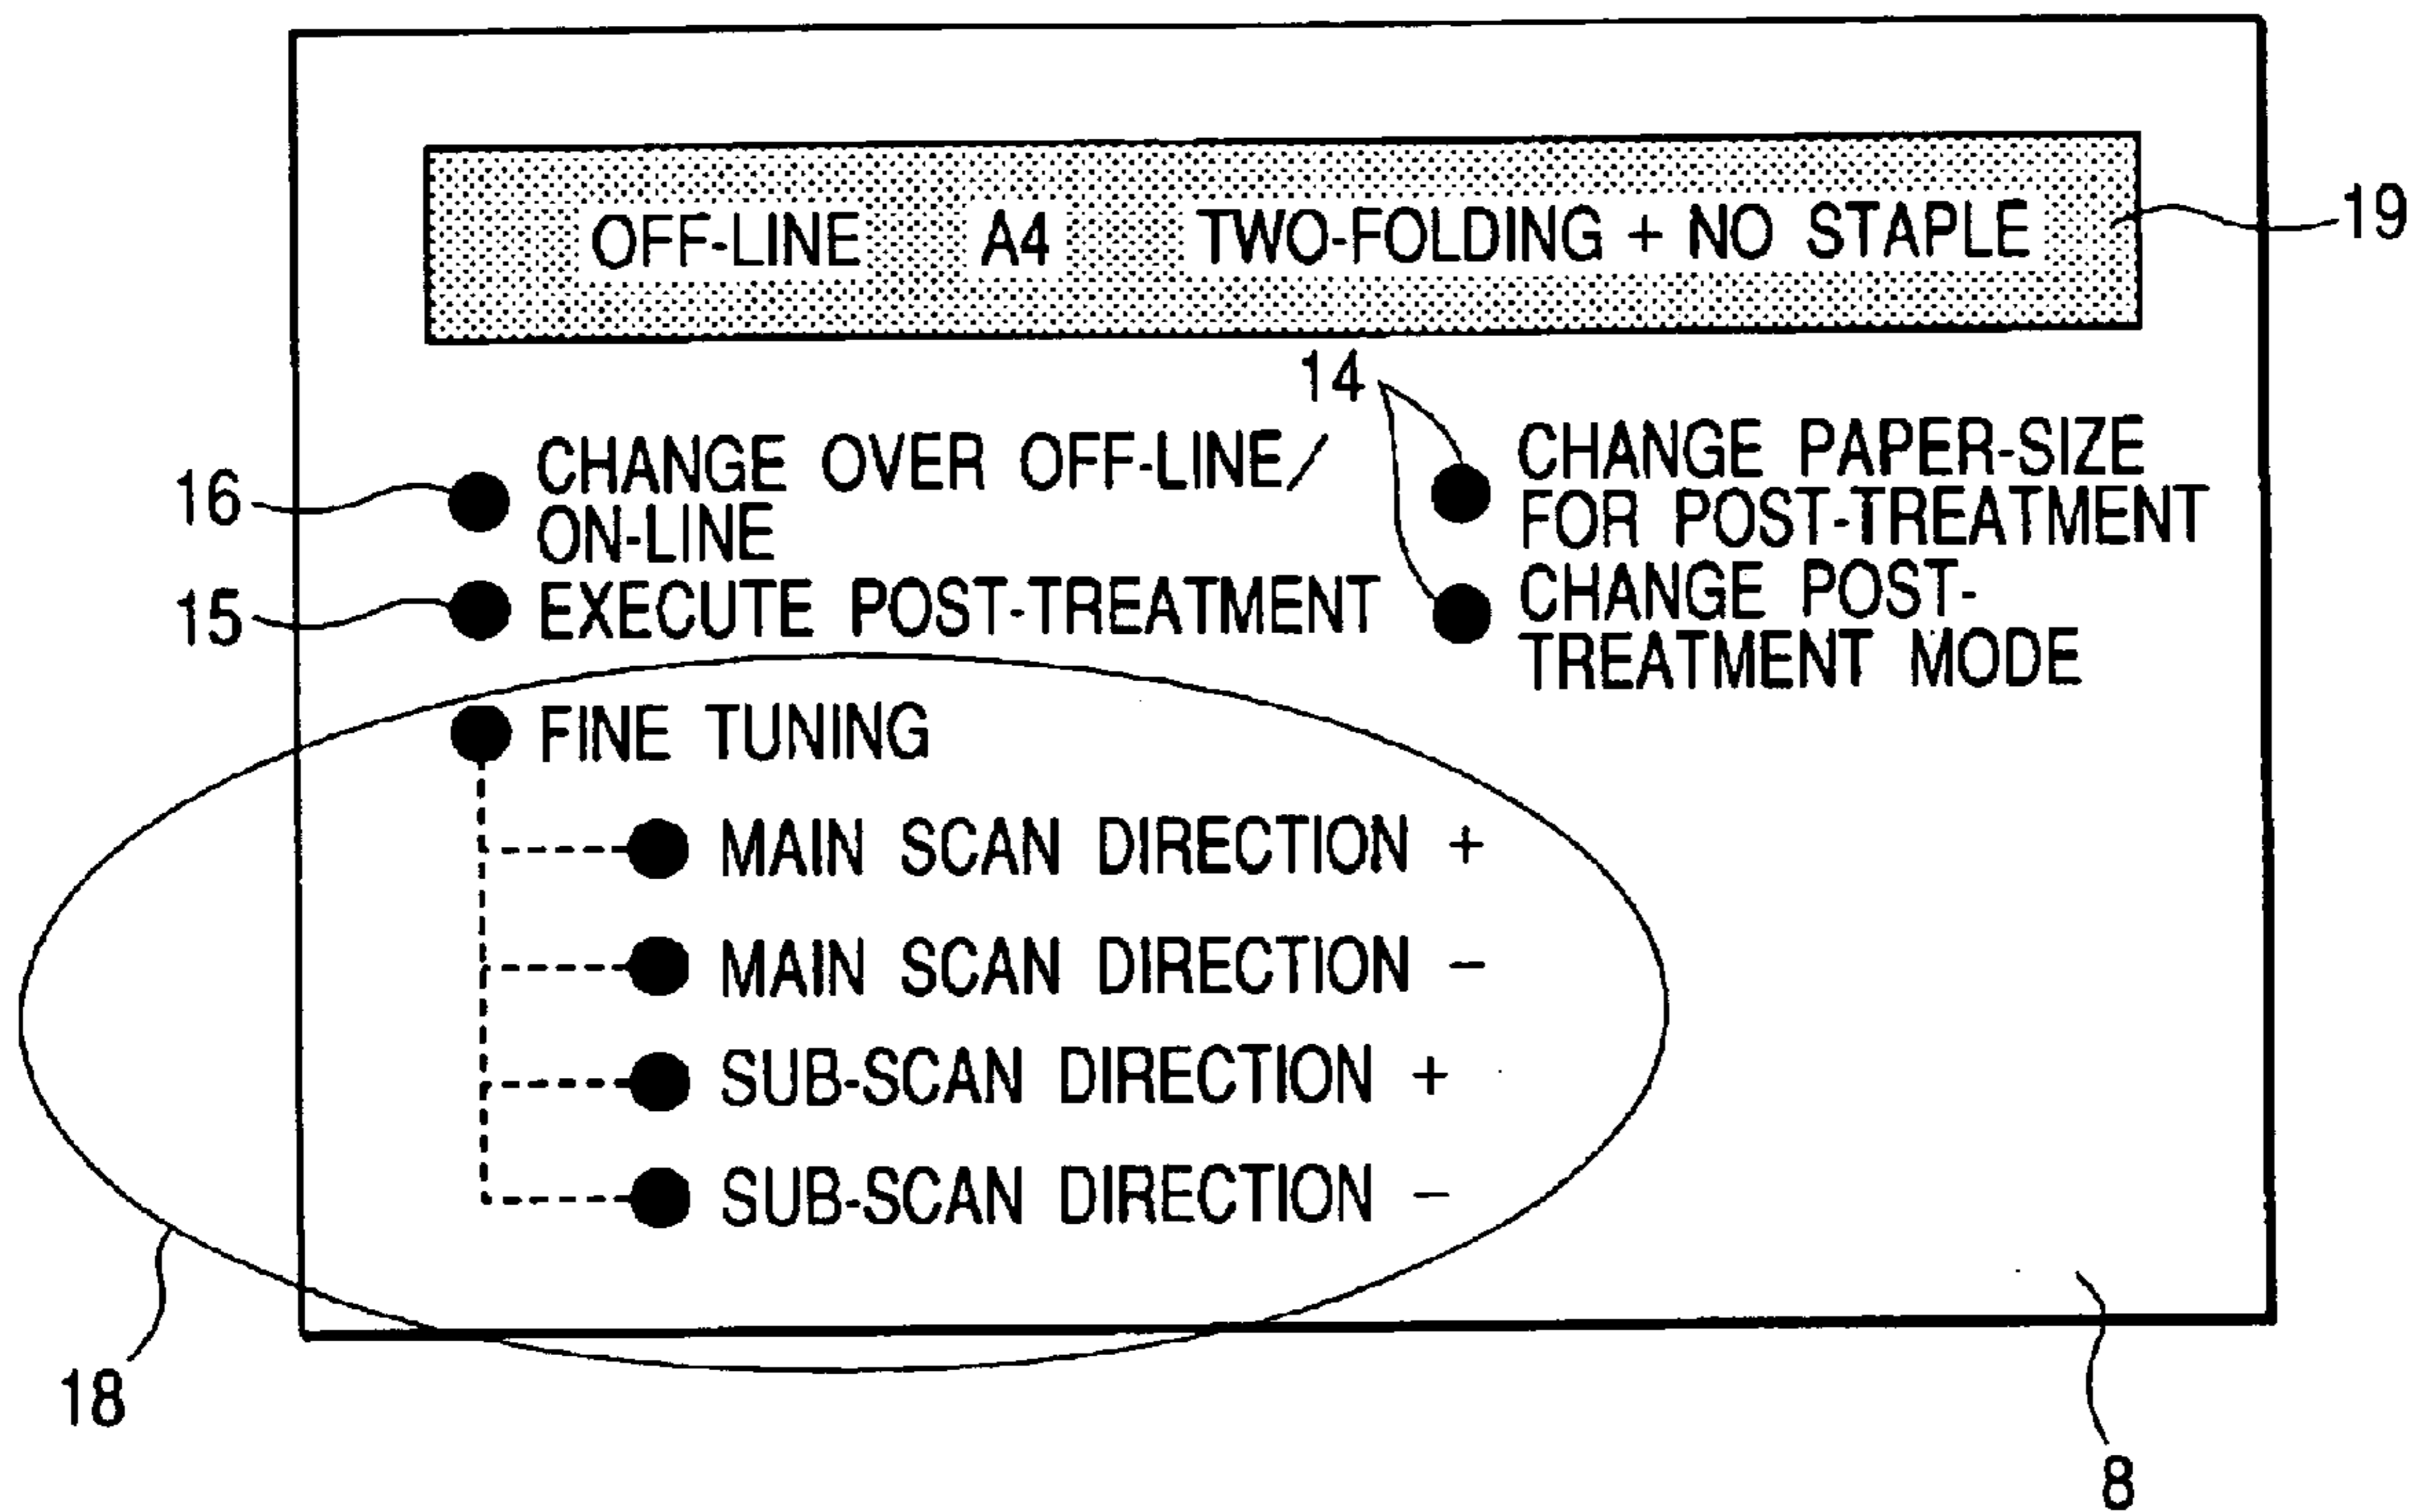 OFF-LINE A4 TWO-FOLDING + NO STAPLE
19
14
16
CHANGE OVER OFF-LINE/
ON-LINE
15
EXECUTE POST-TREATMENT
CHANGE PAPER-SIZE
FOR POST-TREATMENT
CHANGE POST-
TREATMENT MODE
FINE TUNING
MAIN SCAN DIRECTION +
MAIN SCAN DIRECTION −
SUB-SCAN DIRECTION +
SUB-SCAN DIRECTION −
18
8